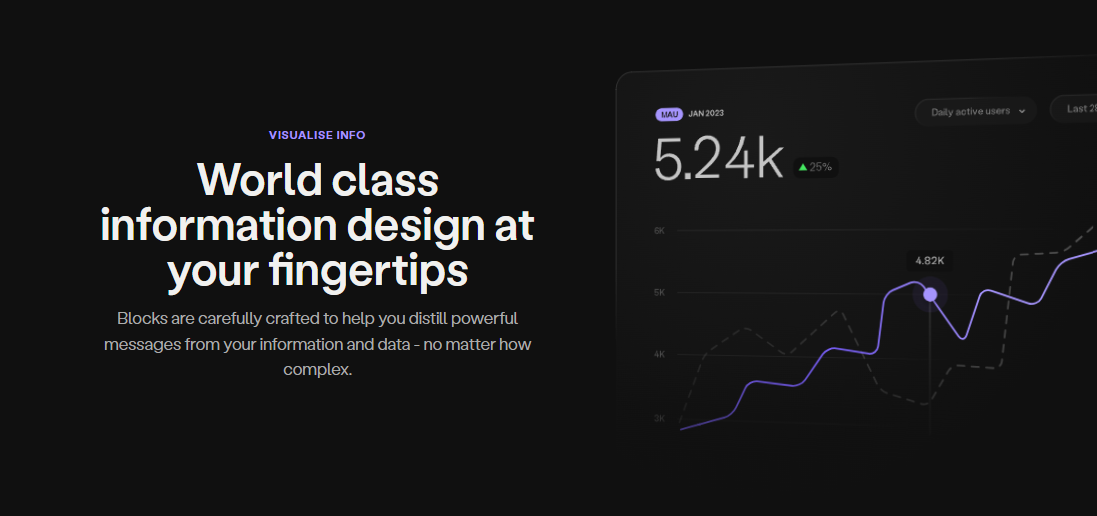 VISUALISE INFO
World class
information design at
your fingertips
Blocks are carefully crafted to help you distill powerful
messages from your information and data - no matter how
complex.
MAU JAN 2023
Daily active users
Last 28
5.24k
25%
6K
4.82K
5K
4K
3K